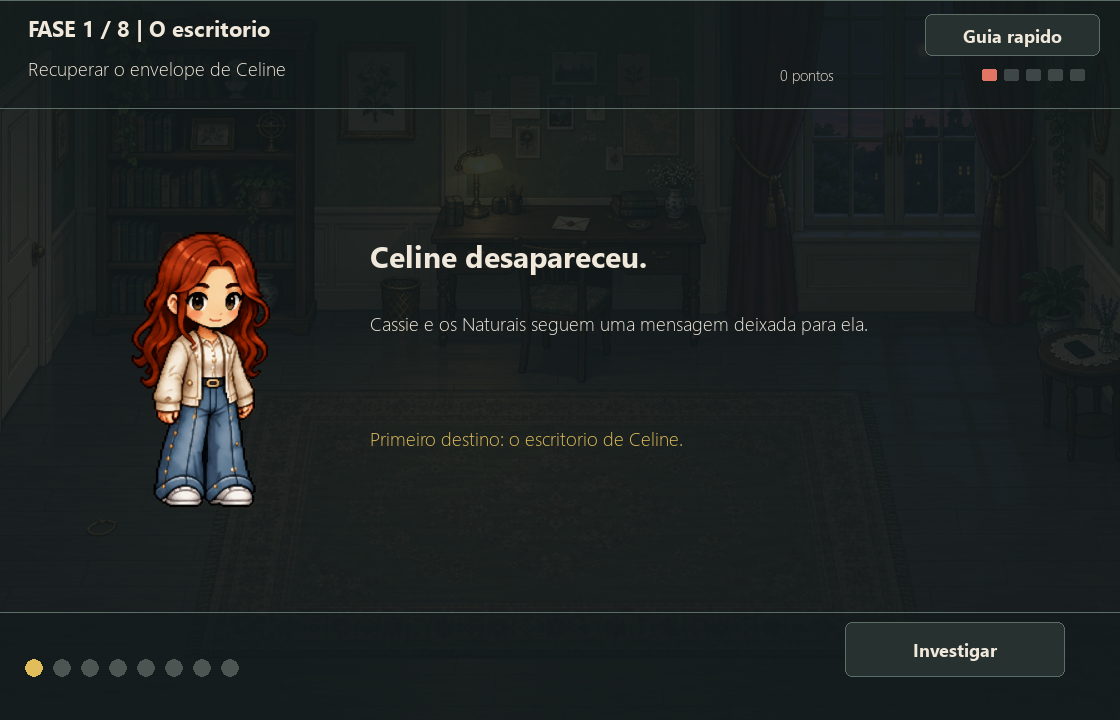 FASE 1 / 8 | O escritorio
Guia rapido
Recuperar o envelope de Celine
0 pontos
Celine desapareceu.
Cassie e os Naturais seguem uma mensagem deixada para ela.
Primeiro destino: o escritorio de Celine.
Investigar